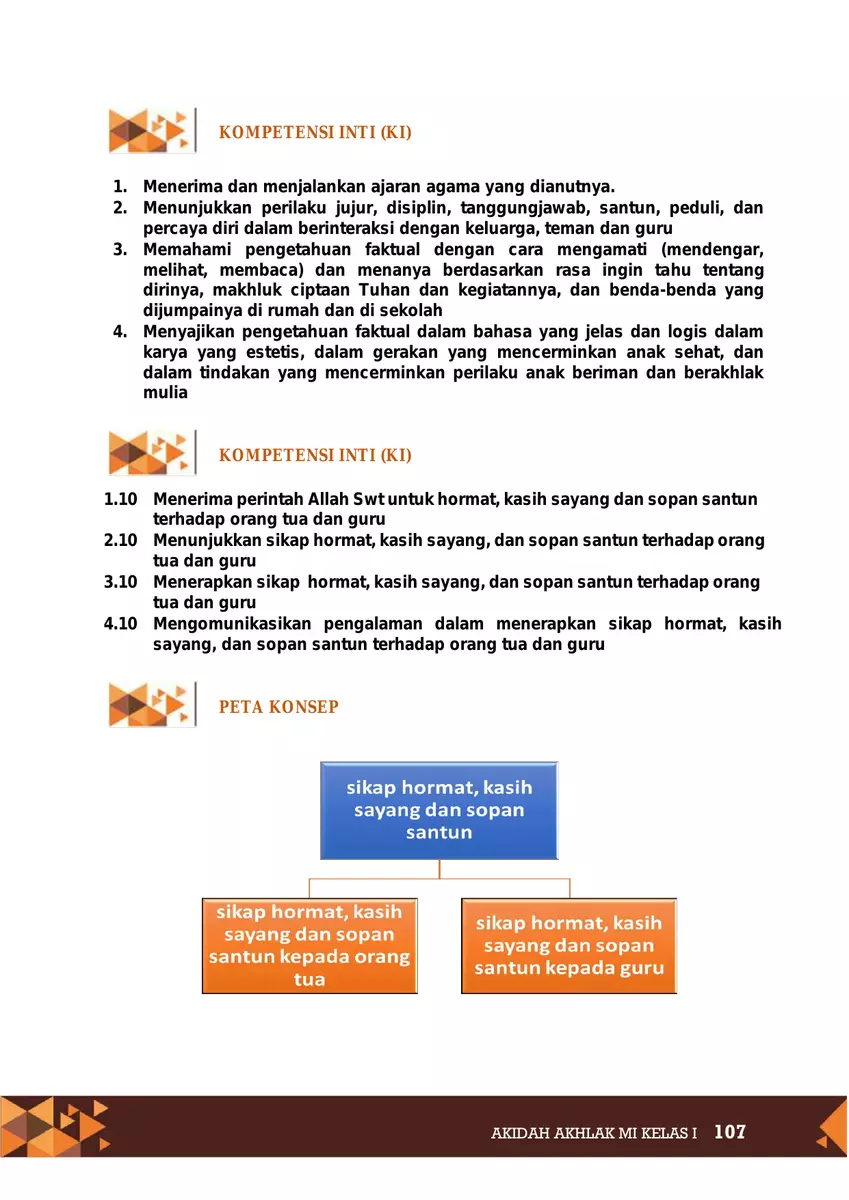 KOMPETENSI INTI (KI)
1. Menerima dan menjalankan ajaran agama yang dianutnya.
2. Menunjukkan perilaku jujur, disiplin, tanggungjawab, santun, peduli, dan
percaya diri dalam berinteraksi dengan keluarga, teman dan guru
3. Memahami pengetahuan faktual dengan cara mengamati (mendengar,
melihat, membaca) dan menanya berdasarkan rasa ingin tahu tentang
dirinya, makhluk ciptaan Tuhan dan kegiatannya, dan benda-benda yang
dijumpainya di rumah dan di sekolah
4. Menyajikan pengetahuan faktual dalam bahasa yang jelas dan logis dalam
karya yang estetis, dalam gerakan yang mencerminkan anak sehat, dan
dalam tindakan yang mencerminkan perilaku anak beriman dan berakhlak
mulia
KOMPETENSI INTI (KI)
1.10 Menerima perintah Allah Swt untuk hormat, kasih sayang dan sopan santun
terhadap orang tua dan guru
2.10 Menunjukkan sikap hormat, kasih sayang, dan sopan santun terhadap orang
tua dan guru
3.10 Menerapkan sikap hormat, kasih sayang, dan sopan santun terhadap orang
tua dan guru
4.10 Mengomunikasikan pengalaman dalam menerapkan sikap hormat, kasih
sayang, dan sopan santun terhadap orang tua dan guru
PETA KONSEP
sikap hormat, kasih
sayang dan sopan
santun
sikap hormat, kasih
sayang dan sopan
santun kepada orang
tua
sikap hormat, kasih
sayang dan sopan
santun kepada guru
AKIDAH AKHLAK MI KELAS I 107